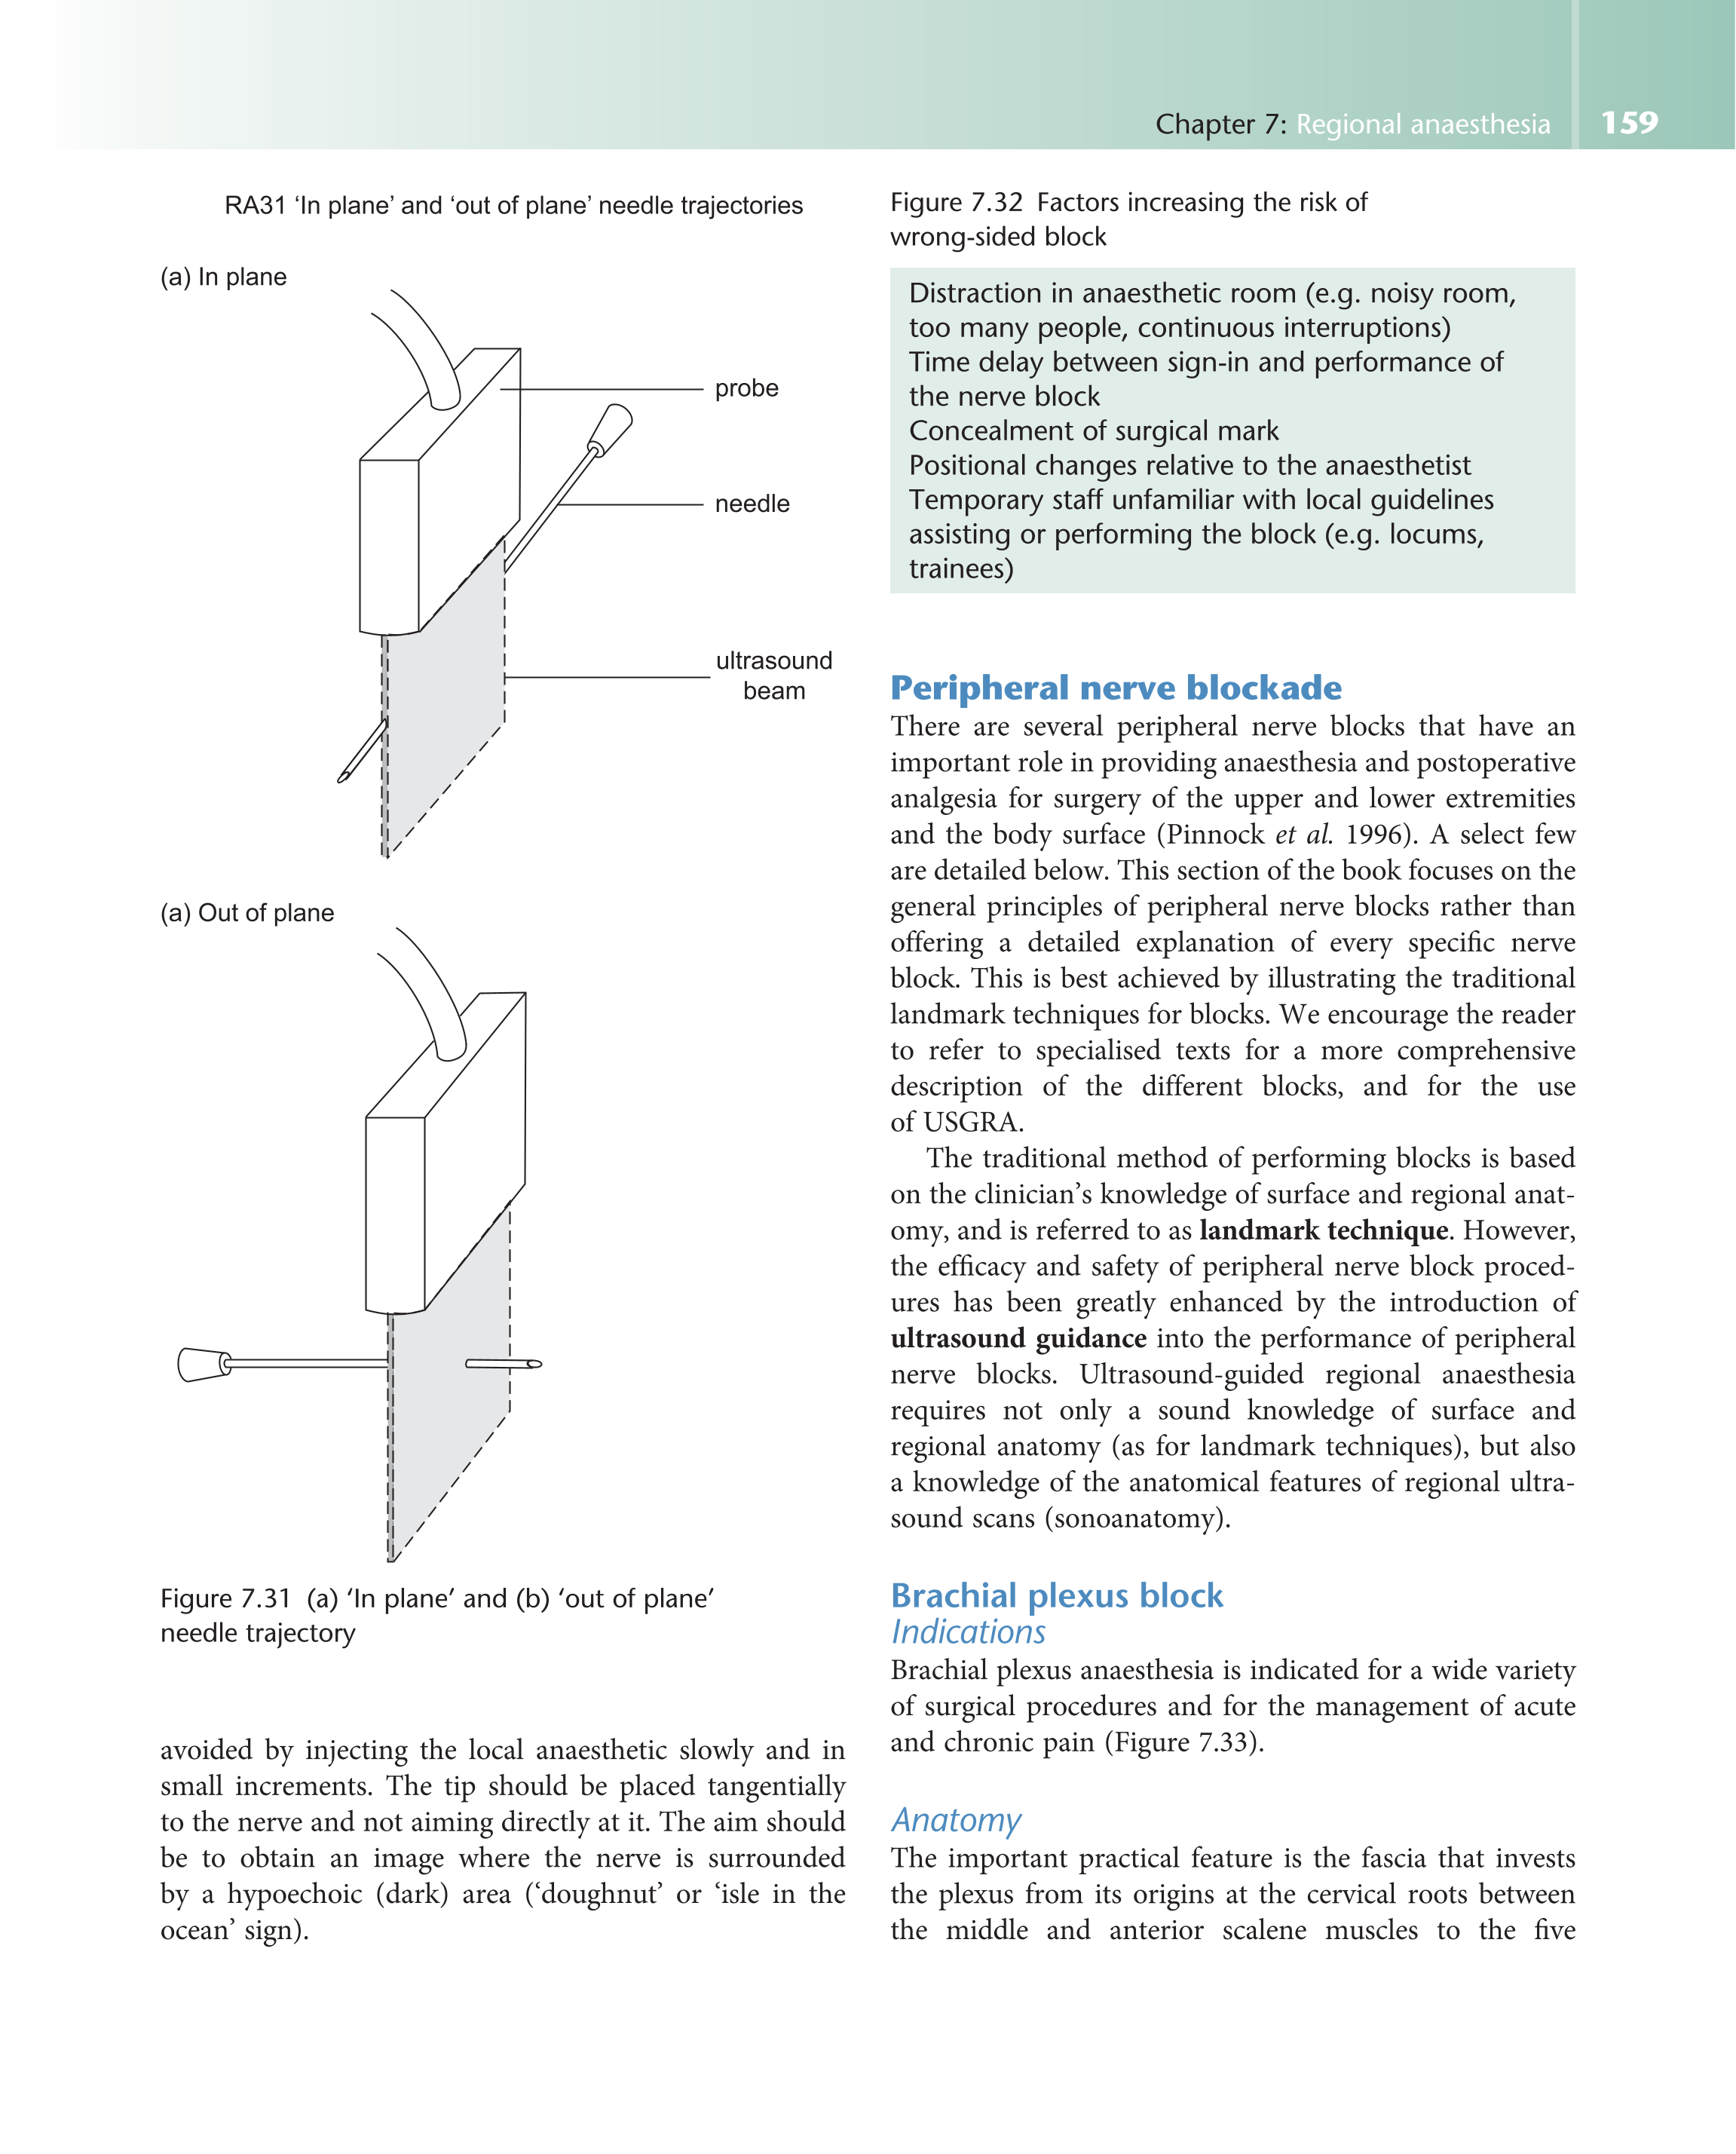 Chapter 7: Regional anaesthesia 159
RA31 ‘In plane’ and ‘out of plane’ needle trajectories
(a) In plane
probe
needle
ultrasound
beam
(a) Out of plane
Figure 7.31 (a) ‘In plane’ and (b) ‘out of plane’
needle trajectory
avoided by injecting the local anaesthetic slowly and in
small increments. The tip should be placed tangentially
to the nerve and not aiming directly at it. The aim should
be to obtain an image where the nerve is surrounded
by a hypoechoic (dark) area (‘doughnut’ or ‘isle in the
ocean’ sign).
Figure 7.32 Factors increasing the risk of
wrong-sided block
Distraction in anaesthetic room (e.g. noisy room,
too many people, continuous interruptions)
Time delay between sign-in and performance of
the nerve block
Concealment of surgical mark
Positional changes relative to the anaesthetist
Temporary staff unfamiliar with local guidelines
assisting or performing the block (e.g. locums,
trainees)
Peripheral nerve blockade
There are several peripheral nerve blocks that have an
important role in providing anaesthesia and postoperative
analgesia for surgery of the upper and lower extremities
and the body surface (Pinnock et al. 1996). A select few
are detailed below. This section of the book focuses on the
general principles of peripheral nerve blocks rather than
offering a detailed explanation of every specific nerve
block. This is best achieved by illustrating the traditional
landmark techniques for blocks. We encourage the reader
to refer to specialised texts for a more comprehensive
description of the different blocks, and for the use
of USGRA.
The traditional method of performing blocks is based
on the clinician’s knowledge of surface and regional anat-
omy, and is referred to as landmark technique. However,
the efficacy and safety of peripheral nerve block proced-
ures has been greatly enhanced by the introduction of
ultrasound guidance into the performance of peripheral
nerve blocks. Ultrasound-guided regional anaesthesia
requires not only a sound knowledge of surface and
regional anatomy (as for landmark techniques), but also
a knowledge of the anatomical features of regional ultra-
sound scans (sonoanatomy).
Brachial plexus block
Indications
Brachial plexus anaesthesia is indicated for a wide variety
of surgical procedures and for the management of acute
and chronic pain (Figure 7.33).
Anatomy
The important practical feature is the fascia that invests
the plexus from its origins at the cervical roots between
the middle and anterior scalene muscles to the five